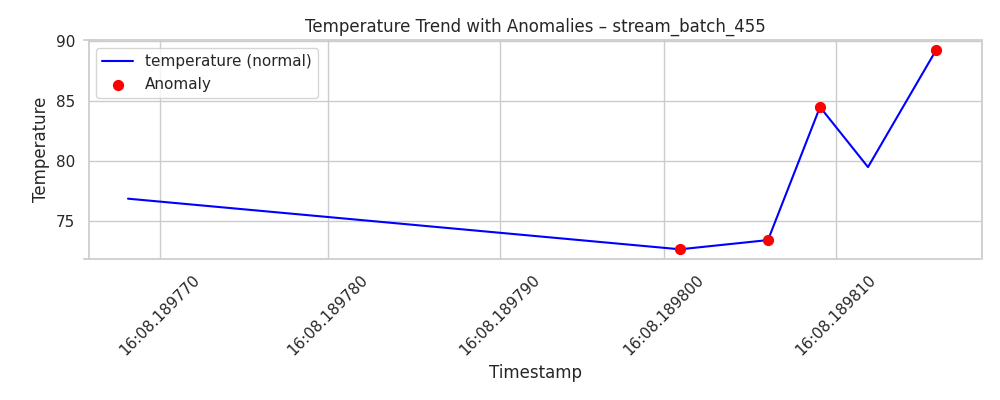 Temperature Trend with Anomalies – stream_batch_455
temperature (normal)
Anomaly
Temperature
90
85
80
75
16:08.189770
16:08.189780
16:08.189790
16:08.189800
16:08.189810
Timestamp